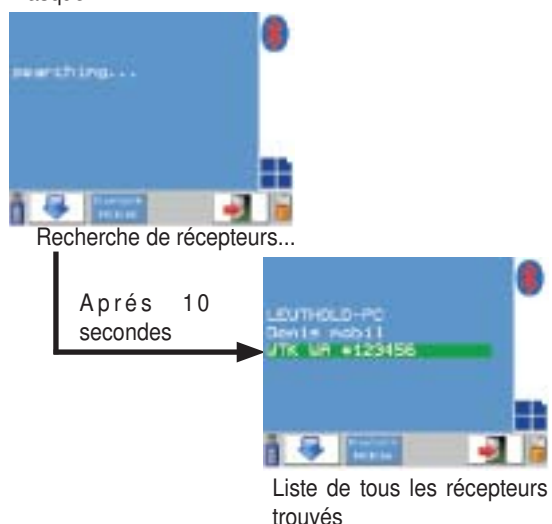 searching...
Recherche de récepteurs...
Aprés 10
secondes
LEUTHOLD-PC
Denis mobil
WTK WA #123456
Liste de tous les récepteurs
trouvés